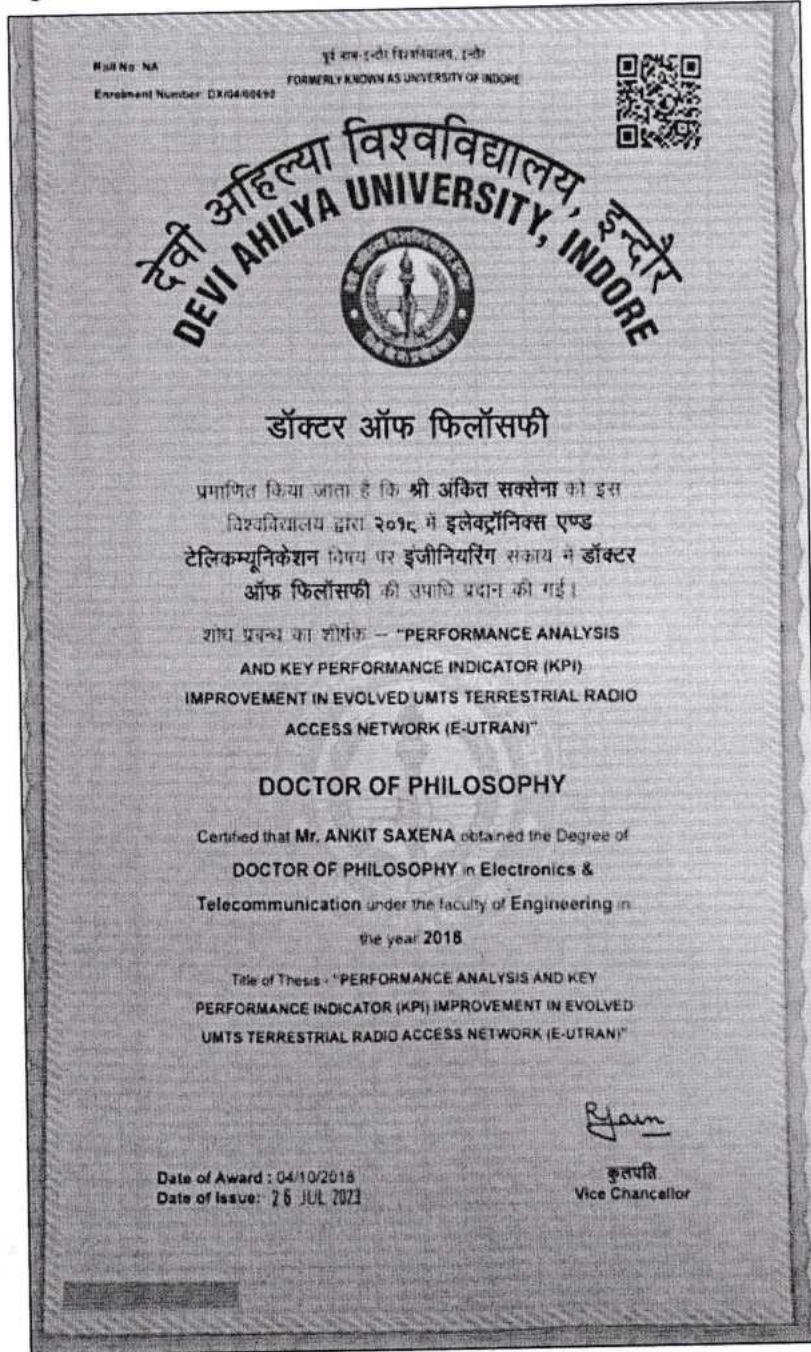 Roll No: NA
Enrolment Number: DX/04/00490
पूर्व नाम-इन्दौर विश्वविद्यालय, इन्दौर
FORMERLY KNOWN AS UNIVERSITY OF INDORE
देवी अहिल्या विश्वविद्यालय, इन्दौर
DEVI AHILYA UNIVERSITY, INDORE
डॉक्टर ऑफ फिलॉसफी
प्रमाणित किया जाता है कि श्री अंकित सक्सेना को इस
विश्वविद्यालय द्वारा २०१८ में इलेक्ट्रॉनिक्स एण्ड
टेलिकम्यूनिकेशन विषय पर इंजीनियरिंग सकाय में डॉक्टर
ऑफ फिलॉसफी की उपाधि प्रदान की गई।
शोध प्रबन्ध का शीर्षक – "PERFORMANCE ANALYSIS
AND KEY PERFORMANCE INDICATOR (KPI)
IMPROVEMENT IN EVOLVED UMTS TERRESTRIAL RADIO
ACCESS NETWORK (E-UTRAN)"
DOCTOR OF PHILOSOPHY
Certified that Mr. ANKIT SAXENA obtained the Degree of
DOCTOR OF PHILOSOPHY in Electronics &
Telecommunication under the faculty of Engineering in
the year 2018
Title of Thesis - "PERFORMANCE ANALYSIS AND KEY
PERFORMANCE INDICATOR (KPI) IMPROVEMENT IN EVOLVED
UMTS TERRESTRIAL RADIO ACCESS NETWORK (E-UTRAN)"
RJain
Date of Award : 04/10/2018
Date of Issue: 26 JUL 2023
कुलपति
Vice Chancellor